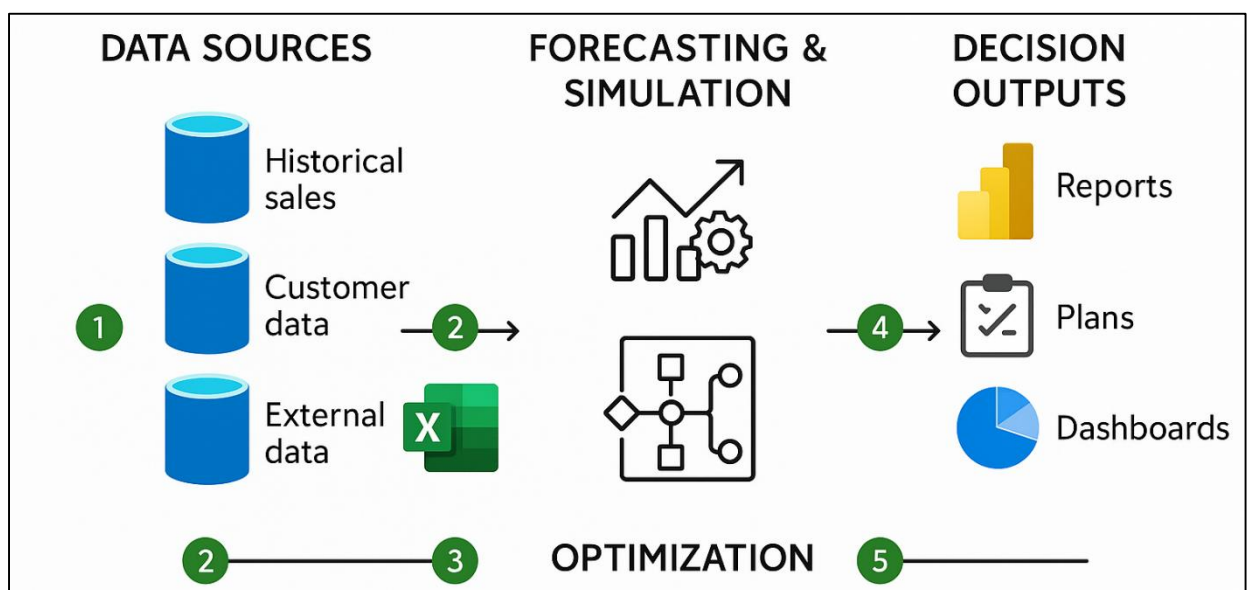 DATA SOURCES
Historical
sales
Customer
data
External
data
1
2
X
FORECASTING &
SIMULATION
4
DECISION
OUTPUTS
Reports
Plans
Dashboards
2
3
OPTIMIZATION
5